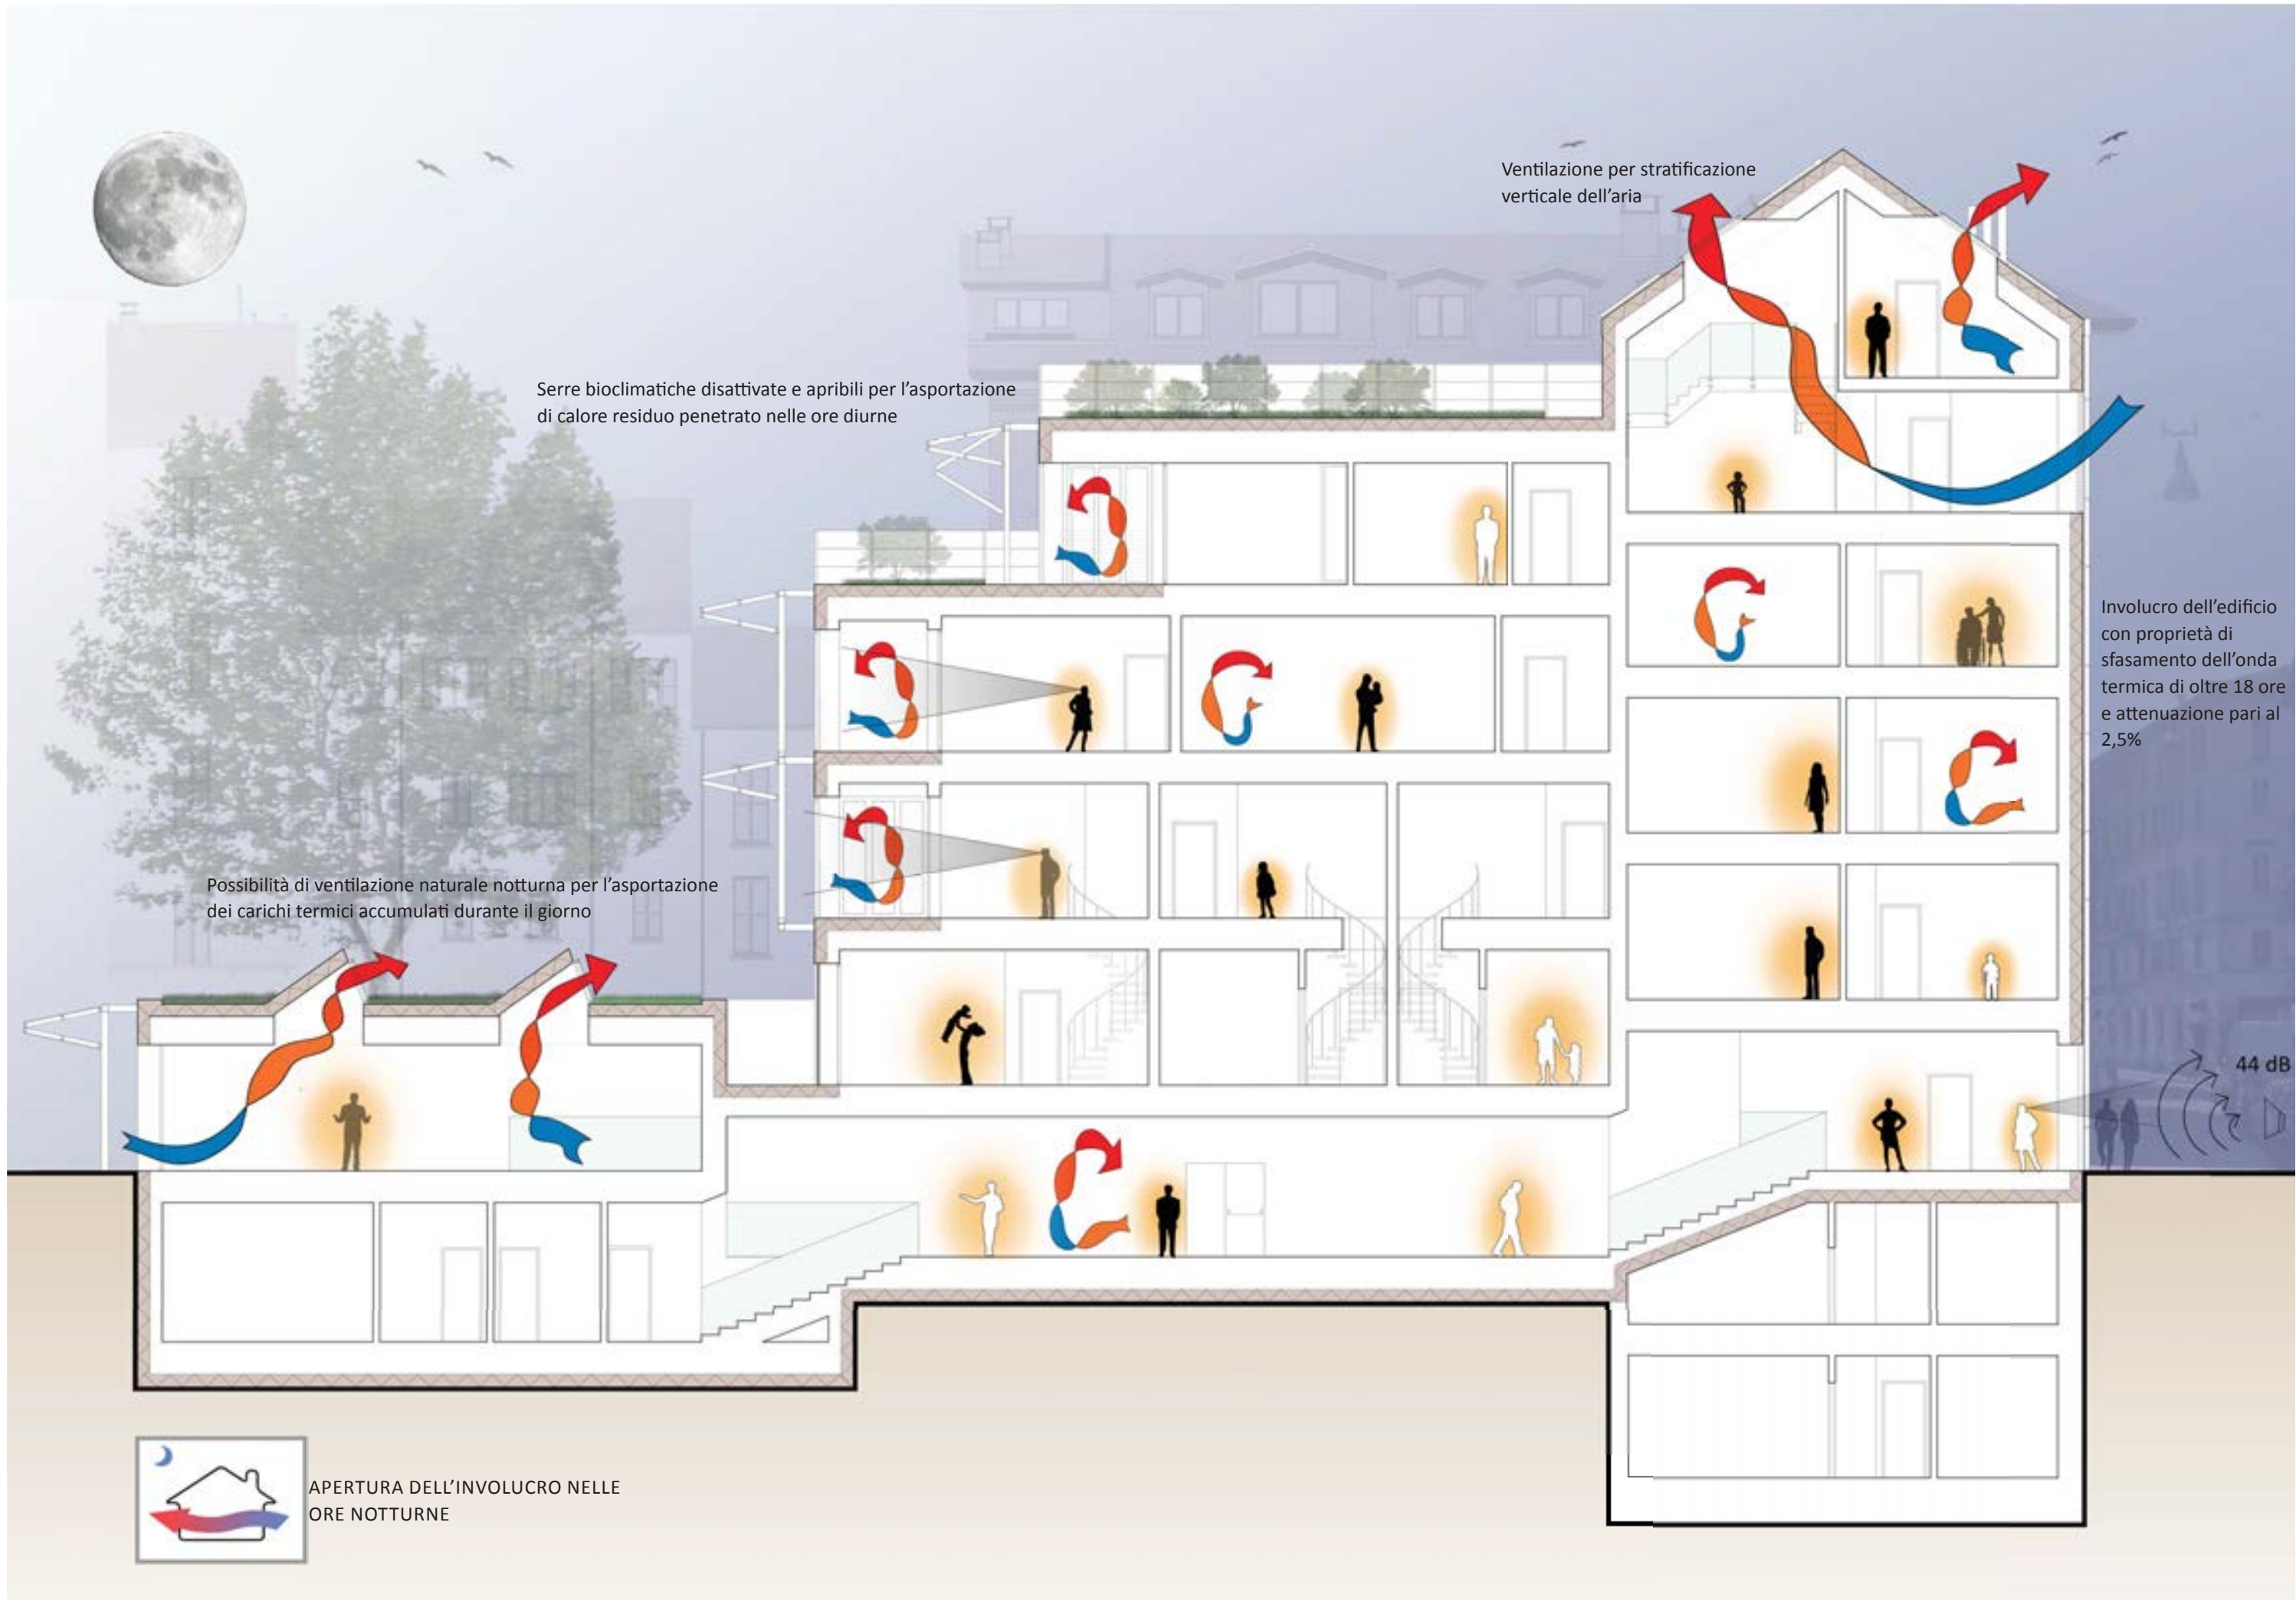 Ventilazione per stratificazione
verticale dell'aria
Serre bioclimatiche disattivate e apribili per l'asportazione
di calore residuo penetrato nelle ore diurne
Involucro dell'edificio
con proprietà di
sfasamento dell'onda
termica di oltre 18 ore
e attenuazione pari al
2,5%
Possibilità di ventilazione naturale notturna per l'asportazione
dei carichi termici accumulati durante il giorno
44 dB
APERTURA DELL'INVOLUCRO NELLE
ORE NOTTURNE